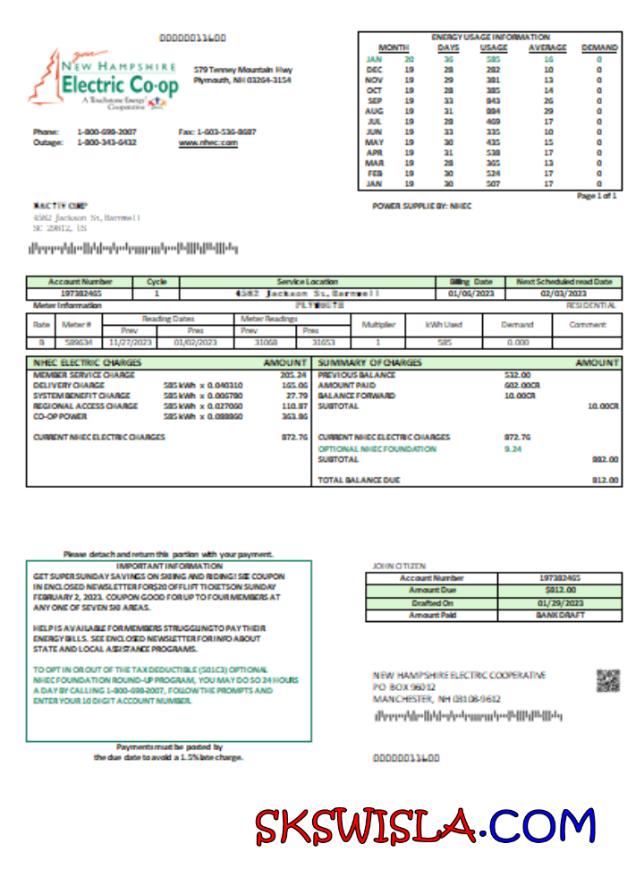 00000011600
New Hampshire
Electric Co-op
A Touchstone Energy
Cooperative
579 Tenney Mountain Hwy
Plymouth, NH 03264-3154
Phone: 1-800-698-2007 Fax: 1-603-536-8687
Outage: 1-800-343-6432 www.nhec.com
ENERGY USAGE INFORMATION
MONTH DAYS USAGE AVERAGE DEMAND
JAN 20 36 585 16 0
DEC 19 28 282 10 0
NOV 19 29 381 13 0
OCT 19 28 385 14 0
SEP 19 33 843 26 0
AUG 19 31 894 29 0
JUL 19 28 469 17 0
JUN 19 33 335 10 0
MAY 19 30 435 15 0
APR 19 31 538 17 0
MAR 19 28 365 13 0
FEB 19 30 524 17 0
JAN 19 30 507 17 0
Page 1 of 1
POWER SUPPLIE BY: NHEC
4582 Jackson St, Barnwell
SC 29812, US
Account Number Cycle Service Location Billing Date Next Scheduled read Date
197382465 1 4582 Jackson St, Barnwell 01/06/2023 02/03/2023
Meter Information PLYMOUTH RESIDENTIAL
Rate Meter # Reading Dates Meter Readings Multiplier kWh Used Demand Comment
Prev Pres Prev Pres
B 589634 11/27/2023 01/02/2023 31068 31653 1 585 0.000
NHEC ELECTRIC CHARGES AMOUNT
MEMBER SERVICE CHARGE 205.24
DELIVERY CHARGE 585 kWh x 0.040310 165.06
SYSTEM BENEFIT CHARGE 585 kWh x 0.006780 27.79
REGIONAL ACCESS CHARGE 585 kWh x 0.027060 110.87
CO-OP POWER 585 kWh x 0.098860 363.86
CURRENT NHEC ELECTRIC CHARGES 872.76
SUMMARY OF CHARGES AMOUNT
PREVIOUS BALANCE 532.00
AMOUNT PAID 602.00CR
BALANCE FORWARD 10.00CR
SUBTOTAL 10.00CR
CURRENT NHEC ELECTRIC CHARGES 872.76
OPTIONAL NHEC FOUNDATION 9.24
SUBTOTAL 882.00
TOTAL BALANCE DUE 812.00
Please detach and return this portion with your payment.
IMPORTANT INFORMATION
GET SUPER SUNDAY SAVINGS ON SKIING AND RIDING! SEE COUPON
IN ENCLOSED NEWSLETTER FOR $20 OFF LIFT TICKETS ON SUNDAY
FEBRUARY 2, 2023. COUPON GOOD FOR UP TO FOUR MEMBERS AT
ANY ONE OF SEVEN SKI AREAS.
HELP IS AVAILABLE FOR MEMBERS STRUGGLING TO PAY THEIR
ENERGY BILLS. SEE ENCLOSED NEWSLETTER FOR INFO ABOUT
STATE AND LOCAL ASSISTANCE PROGRAMS.
TO OPT IN OR OUT OF THE TAX DEDUCTIBLE (501C3) OPTIONAL
NHEC FOUNDATION ROUND-UP PROGRAM, YOU MAY DO SO 24 HOURS
A DAY BY CALLING 1-800-698-2007, FOLLOW THE PROMPTS AND
ENTER YOUR 10 DIGIT ACCOUNT NUMBER.
Payments must be posted by
the due date to avoid a 1.5% late charge.
JOHN CITIZEN
Account Number 197382465
Amount Due $812.00
Drafted On 01/29/2023
Amount Paid BANK DRAFT
NEW HAMPSHIRE ELECTRIC COOPERATIVE
PO BOX 96012
MANCHESTER, NH 03108-9612
00000011600
SKSWISLA.COM